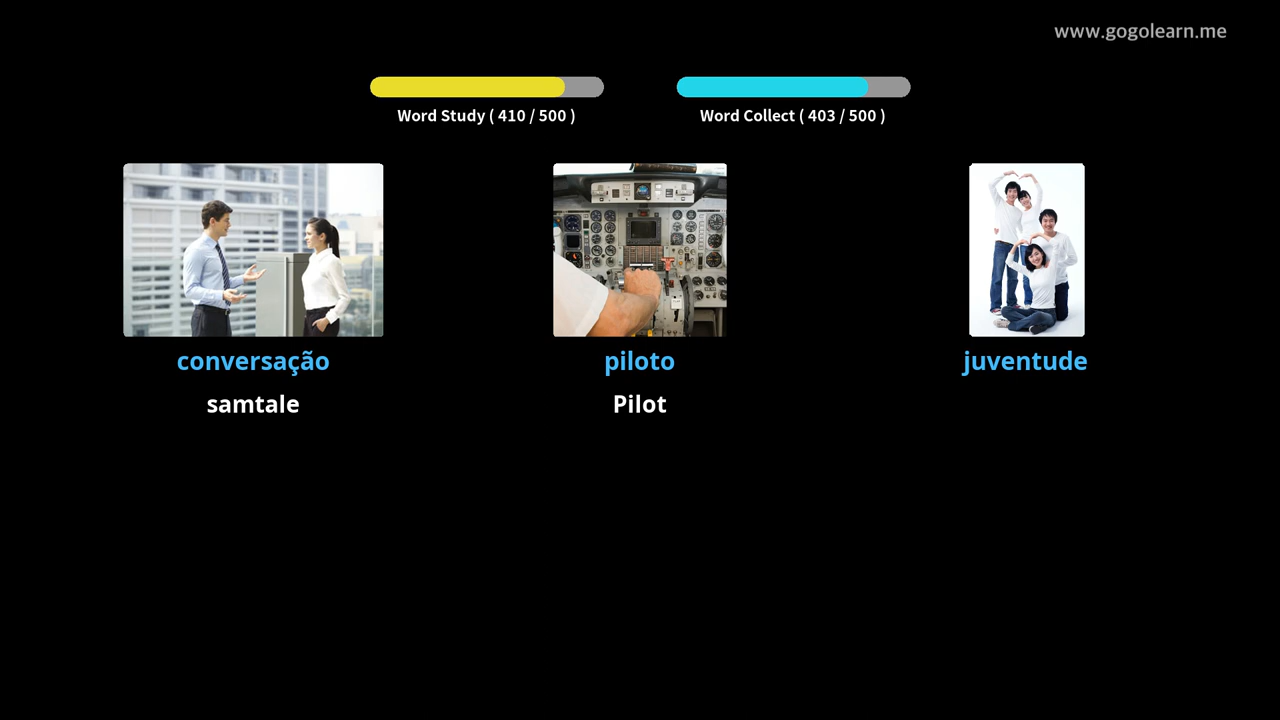 www.gogolearn.me
Word Study ( 410 / 500 )
Word Collect ( 403 / 500 )
conversação
piloto
juventude
samtale
Pilot